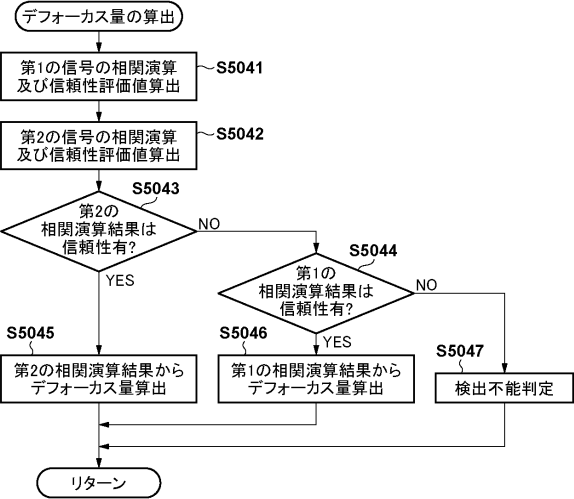 デフォーカス量の算出
第1の信号の相関演算
及び信頼性評価値算出
S5041
第2の信号の相関演算
及び信頼性評価値算出
S5042
S5043
第2の
相関演算結果は
信頼性有?
NO
YES
S5044
第1の
相関演算結果は
信頼性有?
NO
YES
S5045
第2の相関演算結果から
デフォーカス量算出
S5046
第1の相関演算結果から
デフォーカス量算出
S5047
検出不能判定
リターン